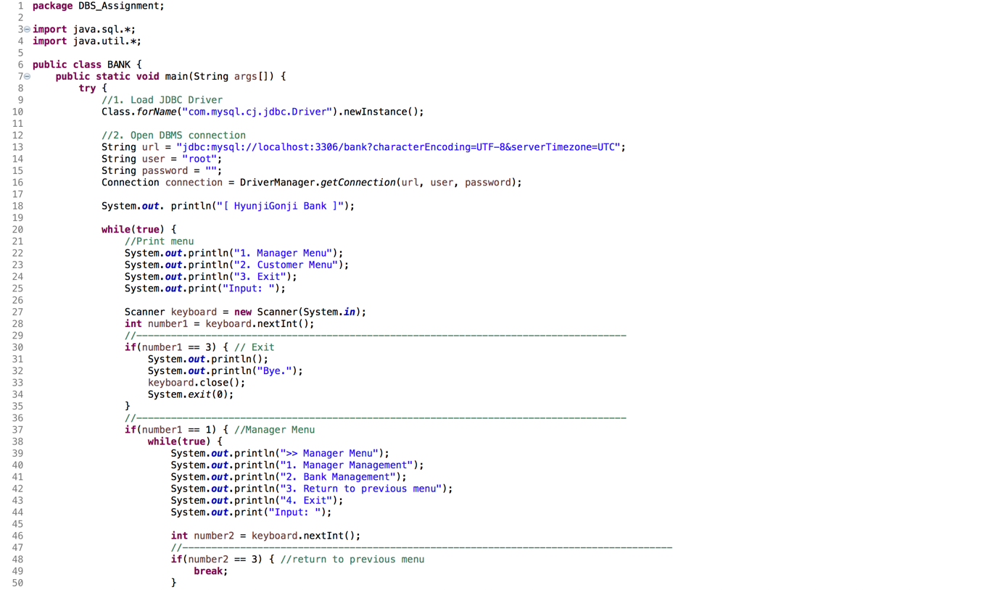 1 package DBS_Assignment;
2
3 import java.sql.*;
4 import java.util.*;
5
6 public class BANK {
7 public static void main(String args[]) {
8 try {
9 //1. Load JDBC Driver
10 Class.forName("com.mysql.cj.jdbc.Driver").newInstance();
11
12 //2. Open DBMS connection
13 String url = "jdbc:mysql://localhost:3306/bank?characterEncoding=UTF-8&serverTimezone=UTC";
14 String user = "root";
15 String password = "";
16 Connection connection = DriverManager.getConnection(url, user, password);
17
18 System.out. println("[ HyunjiGonji Bank ]");
19
20 while(true) {
21 //Print menu
22 System.out.println("1. Manager Menu");
23 System.out.println("2. Customer Menu");
24 System.out.println("3. Exit");
25 System.out.print("Input: ");
26
27 Scanner keyboard = new Scanner(System.in);
28 int number1 = keyboard.nextInt();
29 //-------------------------------------------------------------------------------------
30 if(number1 == 3) { // Exit
31 System.out.println();
32 System.out.println("Bye.");
33 keyboard.close();
34 System.exit(0);
35 }
36 //-------------------------------------------------------------------------------------
37 if(number1 == 1) { //Manager Menu
38 while(true) {
39 System.out.println(">> Manager Menu");
40 System.out.println("1. Manager Management");
41 System.out.println("2. Bank Management");
42 System.out.println("3. Return to previous menu");
43 System.out.println("4. Exit");
44 System.out.print("Input: ");
45
46 int number2 = keyboard.nextInt();
47 //-------------------------------------------------------------------------------------
48 if(number2 == 3) { //return to previous menu
49 break;
50 }